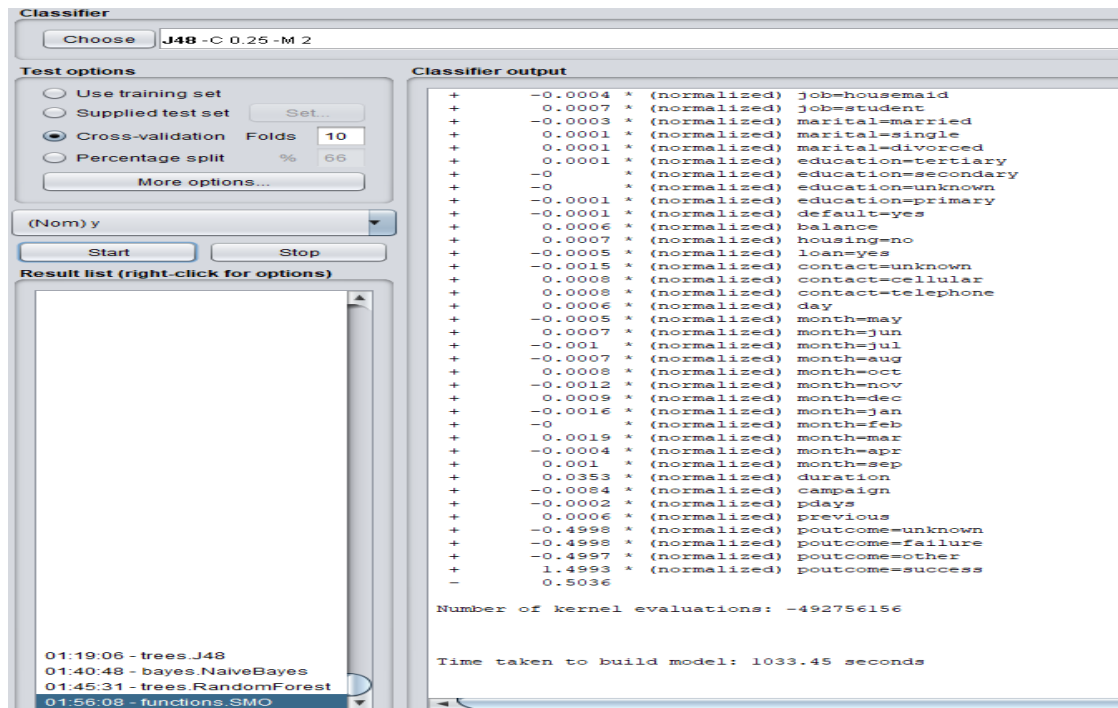 Classifier
Choose J48 -C 0.25 -M 2
Test options
Use training set
Supplied test set Set...
Cross-validation Folds 10
Percentage split % 66
More options...
(Nom) y
Start Stop
Result list (right-click for options)
01:19:06 - trees.J48
01:40:48 - bayes.NaiveBayes
01:45:31 - trees.RandomForest
01:56:08 - functions.SMO
Classifier output
+ -0.0004 * (normalized) job=housemaid
+ 0.0007 * (normalized) job=student
+ -0.0003 * (normalized) marital=married
+ 0.0001 * (normalized) marital=single
+ 0.0001 * (normalized) marital=divorced
+ 0.0001 * (normalized) education=tertiary
+ -0 * (normalized) education=secondary
+ -0 * (normalized) education=unknown
+ -0.0001 * (normalized) education=primary
+ -0.0001 * (normalized) default=yes
+ 0.0006 * (normalized) balance
+ 0.0007 * (normalized) housing=no
+ -0.0005 * (normalized) loan=yes
+ -0.0015 * (normalized) contact=unknown
+ 0.0008 * (normalized) contact=cellular
+ 0.0008 * (normalized) contact=telephone
+ 0.0006 * (normalized) day
+ -0.0005 * (normalized) month=may
+ 0.0007 * (normalized) month=jun
+ -0.001 * (normalized) month=jul
+ -0.0007 * (normalized) month=aug
+ 0.0008 * (normalized) month=oct
+ -0.0012 * (normalized) month=nov
+ 0.0009 * (normalized) month=dec
+ -0.0016 * (normalized) month=jan
+ -0 * (normalized) month=feb
+ 0.0019 * (normalized) month=mar
+ -0.0004 * (normalized) month=apr
+ 0.001 * (normalized) month=sep
+ 0.0353 * (normalized) duration
+ -0.0084 * (normalized) campaign
+ -0.0002 * (normalized) pdays
+ 0.0006 * (normalized) previous
+ -0.4998 * (normalized) poutcome=unknown
+ -0.4998 * (normalized) poutcome=failure
+ -0.4997 * (normalized) poutcome=other
+ 1.4993 * (normalized) poutcome=success
- 0.5036
Number of kernel evaluations: -492756156
Time taken to build model: 1033.45 seconds